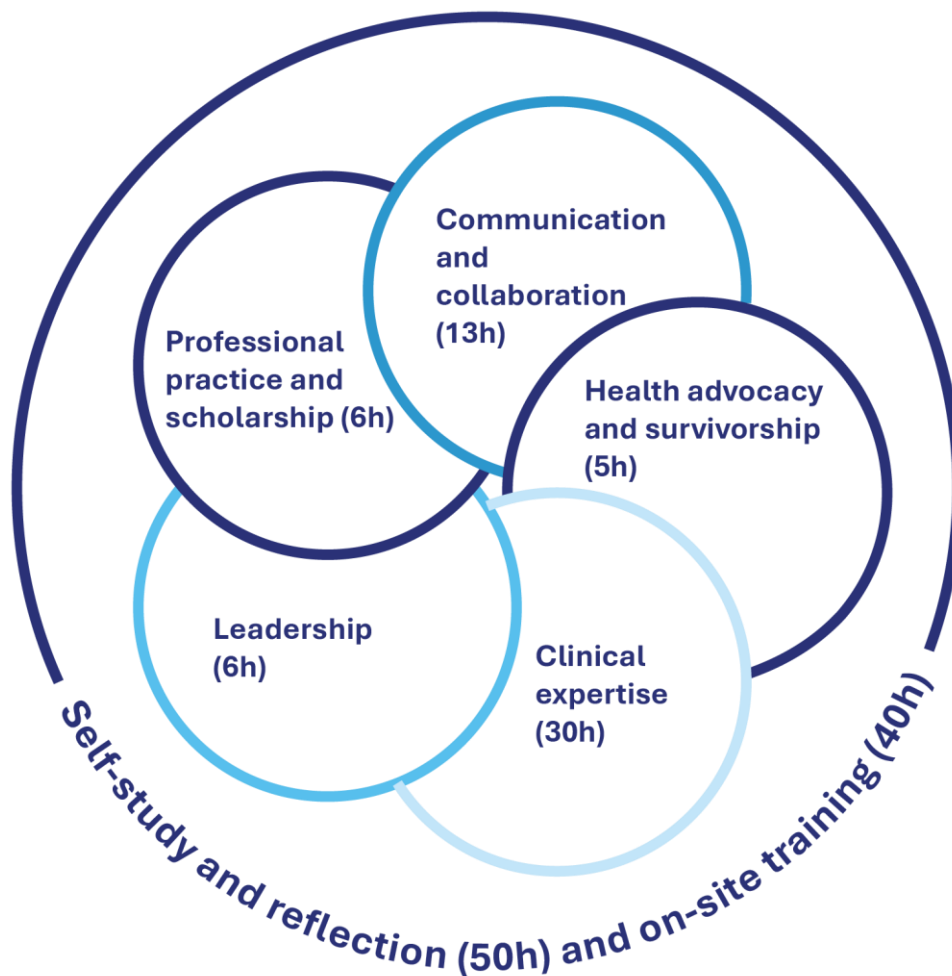 Communication
and
collaboration
(13h)
Professional
practice and
scholarship (6h)
Health advocacy
and survivorship
(5h)
Leadership
(6h)
Clinical
expertise
(30h)
Self-study and reflection (50h) and on-site training (40h)